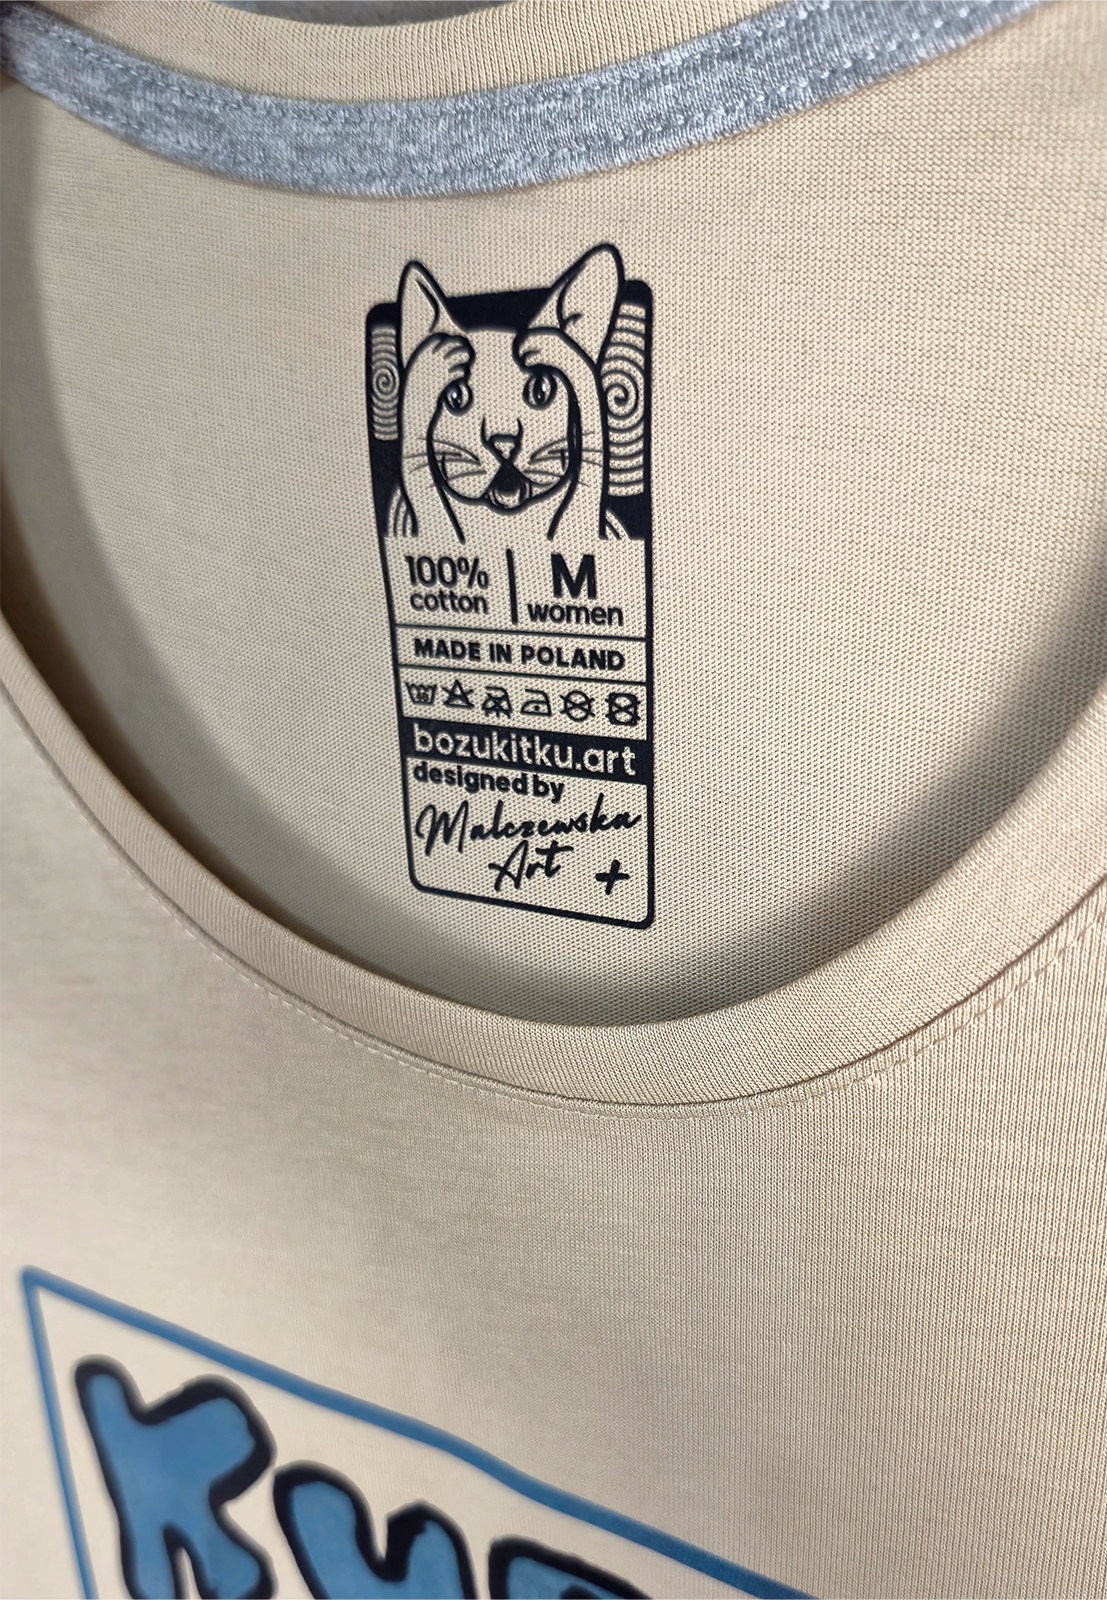 100% | M
cotton women
MADE IN POLAND
bozukitku.art
designed by
Malczewska
Art +